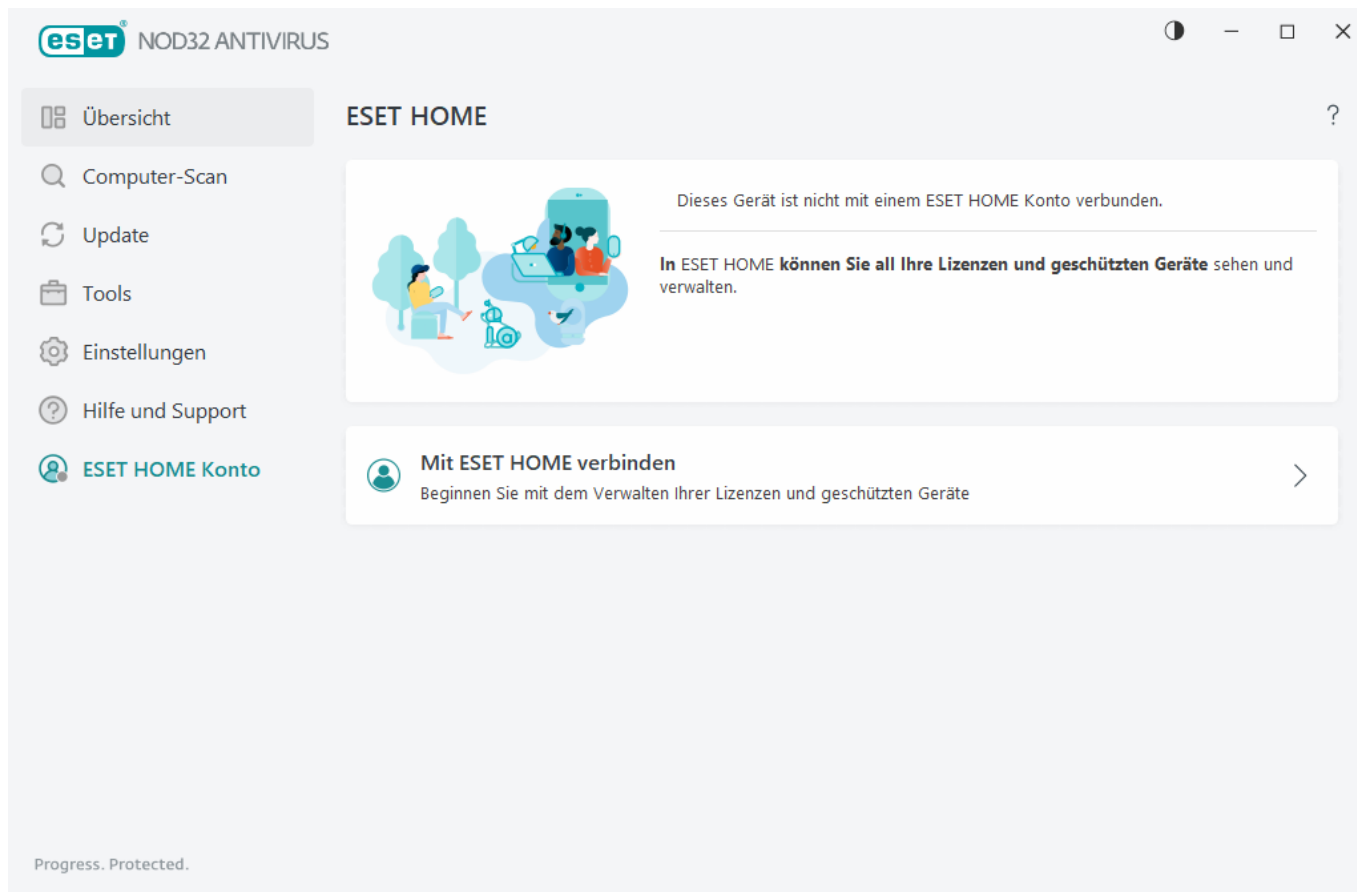 eset® NOD32 ANTIVIRUS
Übersicht
Computer-Scan
Update
Tools
Einstellungen
Hilfe und Support
ESET HOME Konto
ESET HOME
?
Dieses Gerät ist nicht mit einem ESET HOME Konto verbunden.
In ESET HOME können Sie all Ihre Lizenzen und geschützten Geräte sehen und
verwalten.
Mit ESET HOME verbinden
Beginnen Sie mit dem Verwalten Ihrer Lizenzen und geschützten Geräte
Progress. Protected.